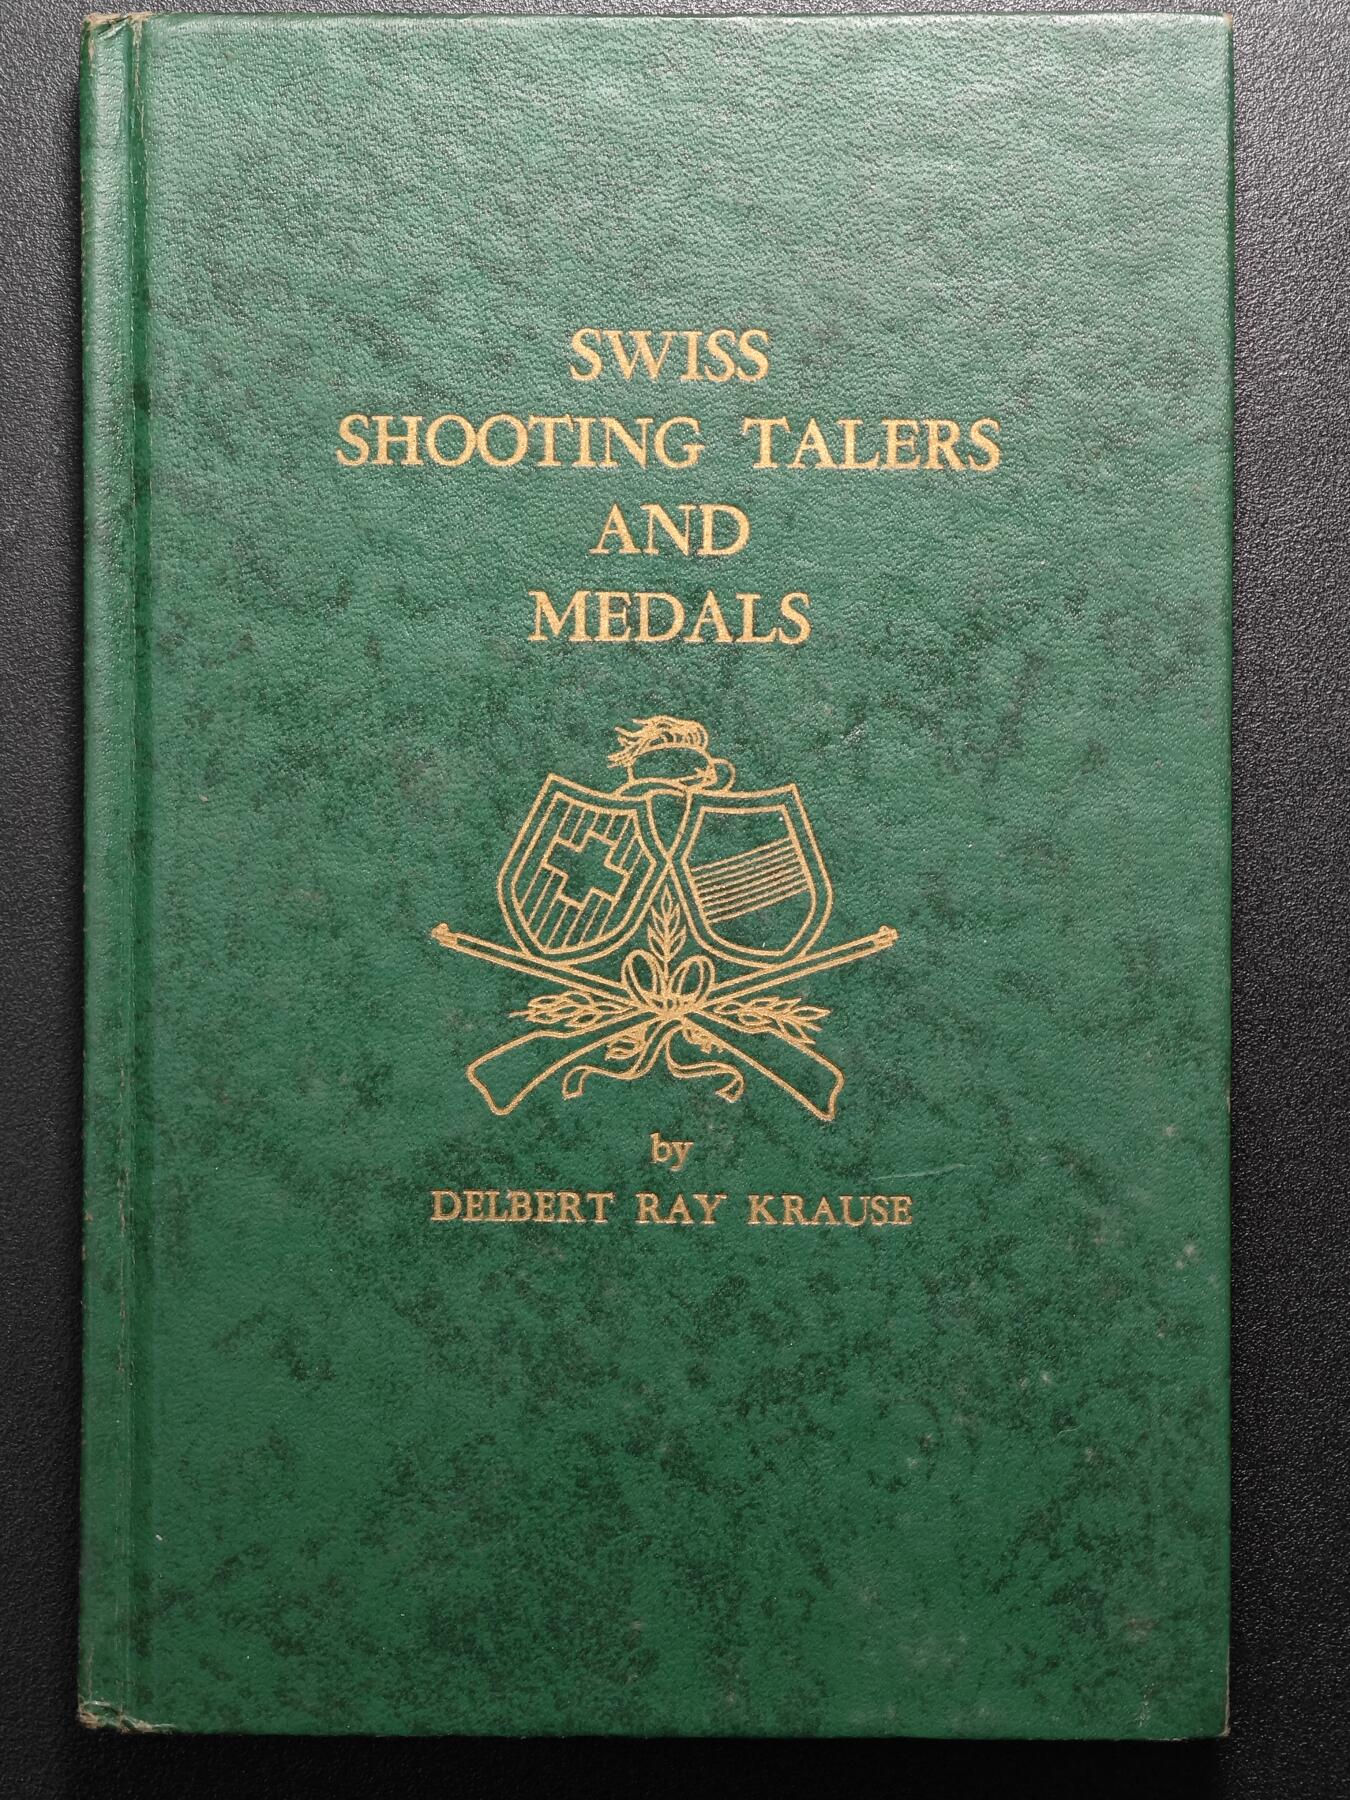 SWISS
SHOOTING TALERS
AND
MEDALS
by
DELBERT RAY KRAUSE